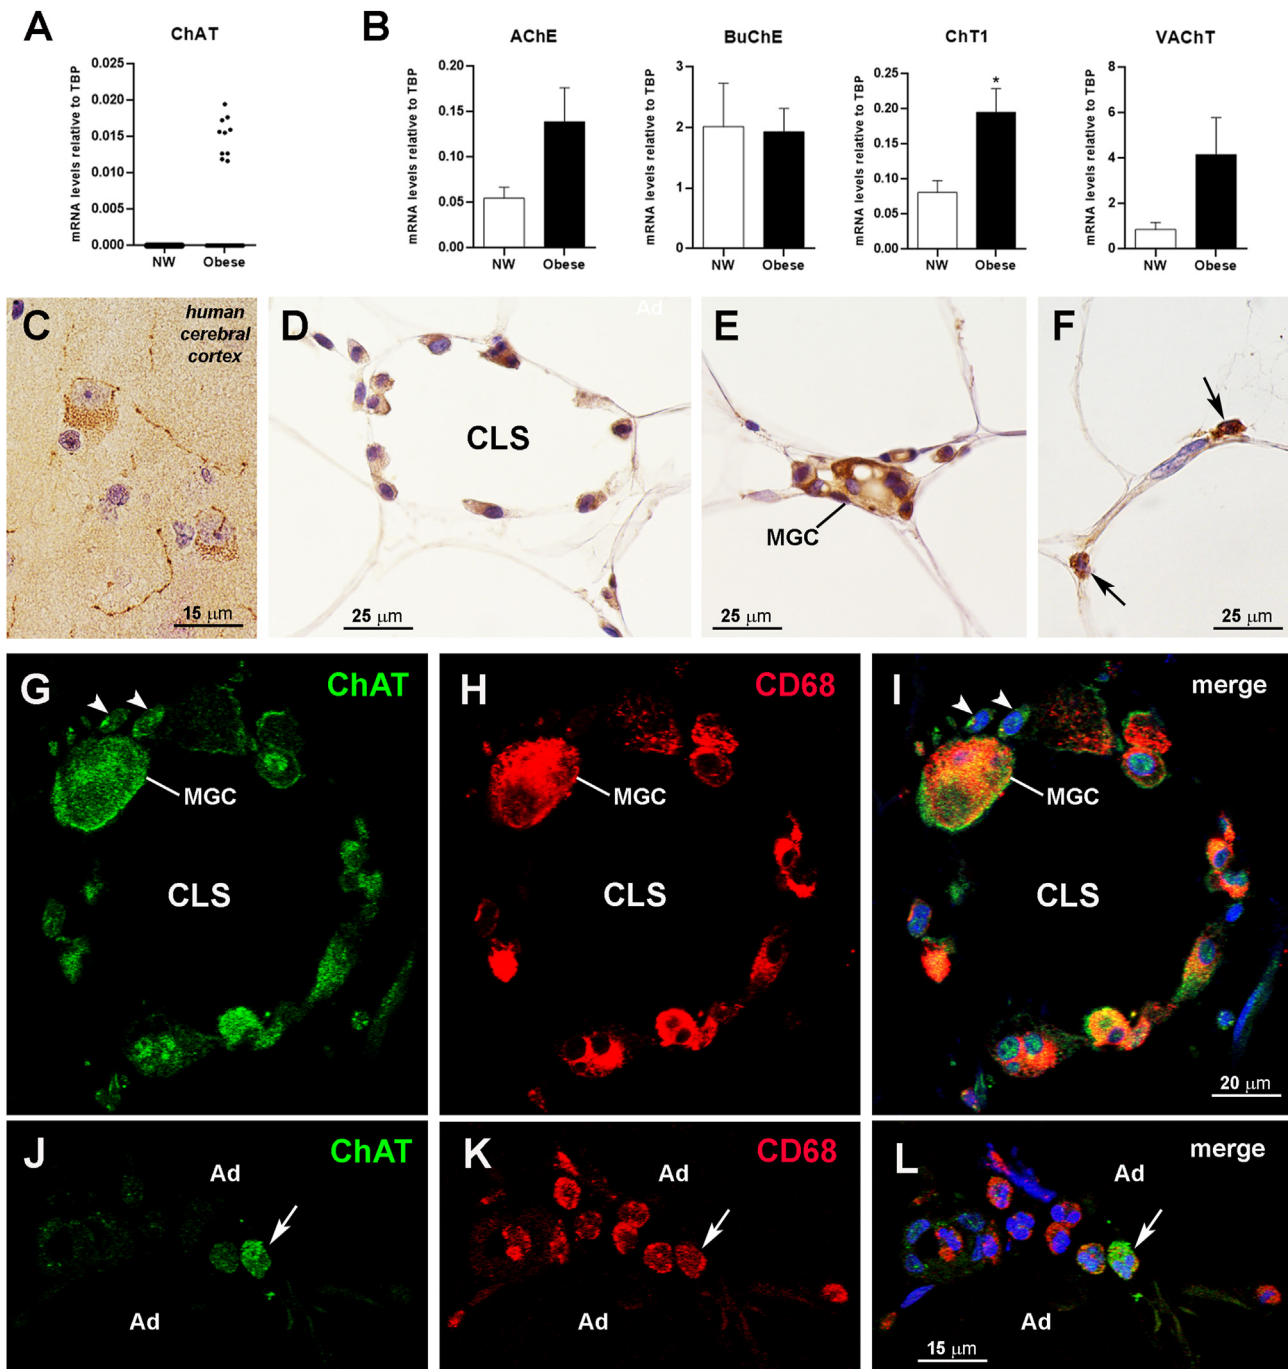 A
ChAT
mRNA levels relative to TBP
0.025
0.020
0.015
0.010
0.005
0.000
NW
Obese
B
AChE
mRNA levels relative to TBP
0.20
0.15
0.10
0.05
0.00
NW
Obese
BuChE
mRNA levels relative to TBP
3
2
1
0
NW
Obese
ChT1
mRNA levels relative to TBP
0.25
0.20
0.15
0.10
0.05
0.00
*
NW
Obese
VAChT
mRNA levels relative to TBP
8
6
4
2
0
NW
Obese
C
human
cerebral
cortex
15 μm
D
Ad
CLS
25 μm
E
MGC
25 μm
F
25 μm
G
ChAT
MGC
CLS
H
CD68
MGC
CLS
I
merge
MGC
CLS
20 μm
J
ChAT
Ad
Ad
K
CD68
Ad
Ad
L
merge
Ad
Ad
15 μm